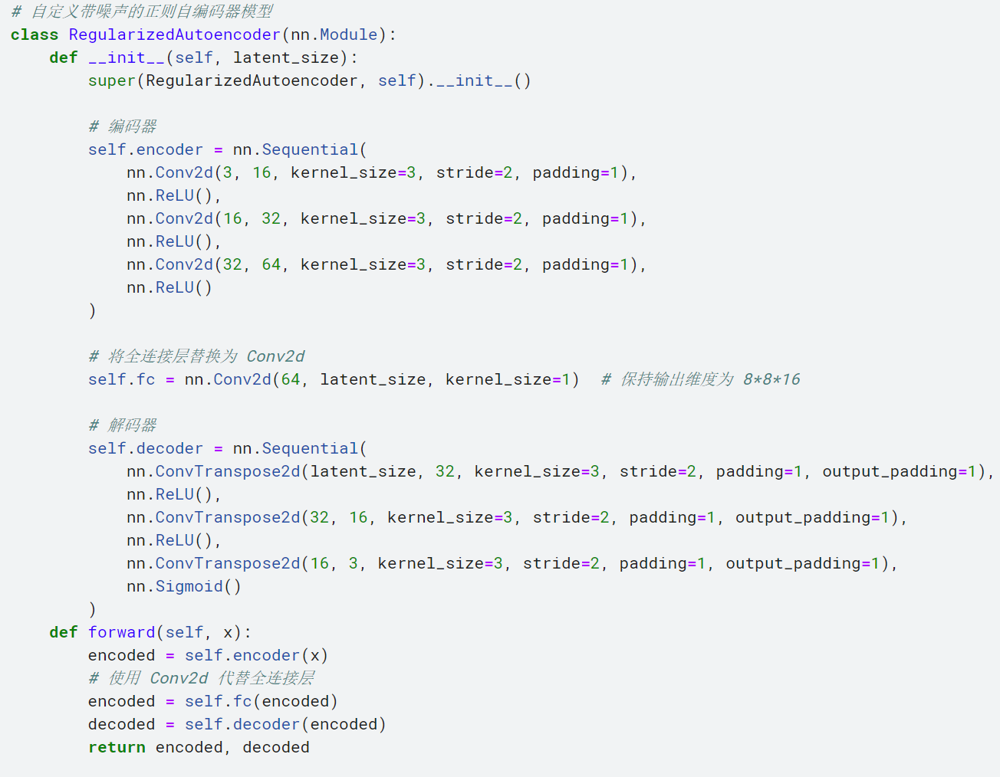 # 自定义带噪声的正则自编码器模型
class RegularizedAutoencoder(nn.Module):
    def __init__(self, latent_size):
        super(RegularizedAutoencoder, self).__init__()

        # 编码器
        self.encoder = nn.Sequential(
            nn.Conv2d(3, 16, kernel_size=3, stride=2, padding=1),
            nn.ReLU(),
            nn.Conv2d(16, 32, kernel_size=3, stride=2, padding=1),
            nn.ReLU(),
            nn.Conv2d(32, 64, kernel_size=3, stride=2, padding=1),
            nn.ReLU()
        )

        # 将全连接层替换为 Conv2d
        self.fc = nn.Conv2d(64, latent_size, kernel_size=1)  # 保持输出维度为 8*8*16

        # 解码器
        self.decoder = nn.Sequential(
            nn.ConvTranspose2d(latent_size, 32, kernel_size=3, stride=2, padding=1, output_padding=1),
            nn.ReLU(),
            nn.ConvTranspose2d(32, 16, kernel_size=3, stride=2, padding=1, output_padding=1),
            nn.ReLU(),
            nn.ConvTranspose2d(16, 3, kernel_size=3, stride=2, padding=1, output_padding=1),
            nn.Sigmoid()
        )
    def forward(self, x):
        encoded = self.encoder(x)
        # 使用 Conv2d 代替全连接层
        encoded = self.fc(encoded)
        decoded = self.decoder(encoded)
        return encoded, decoded